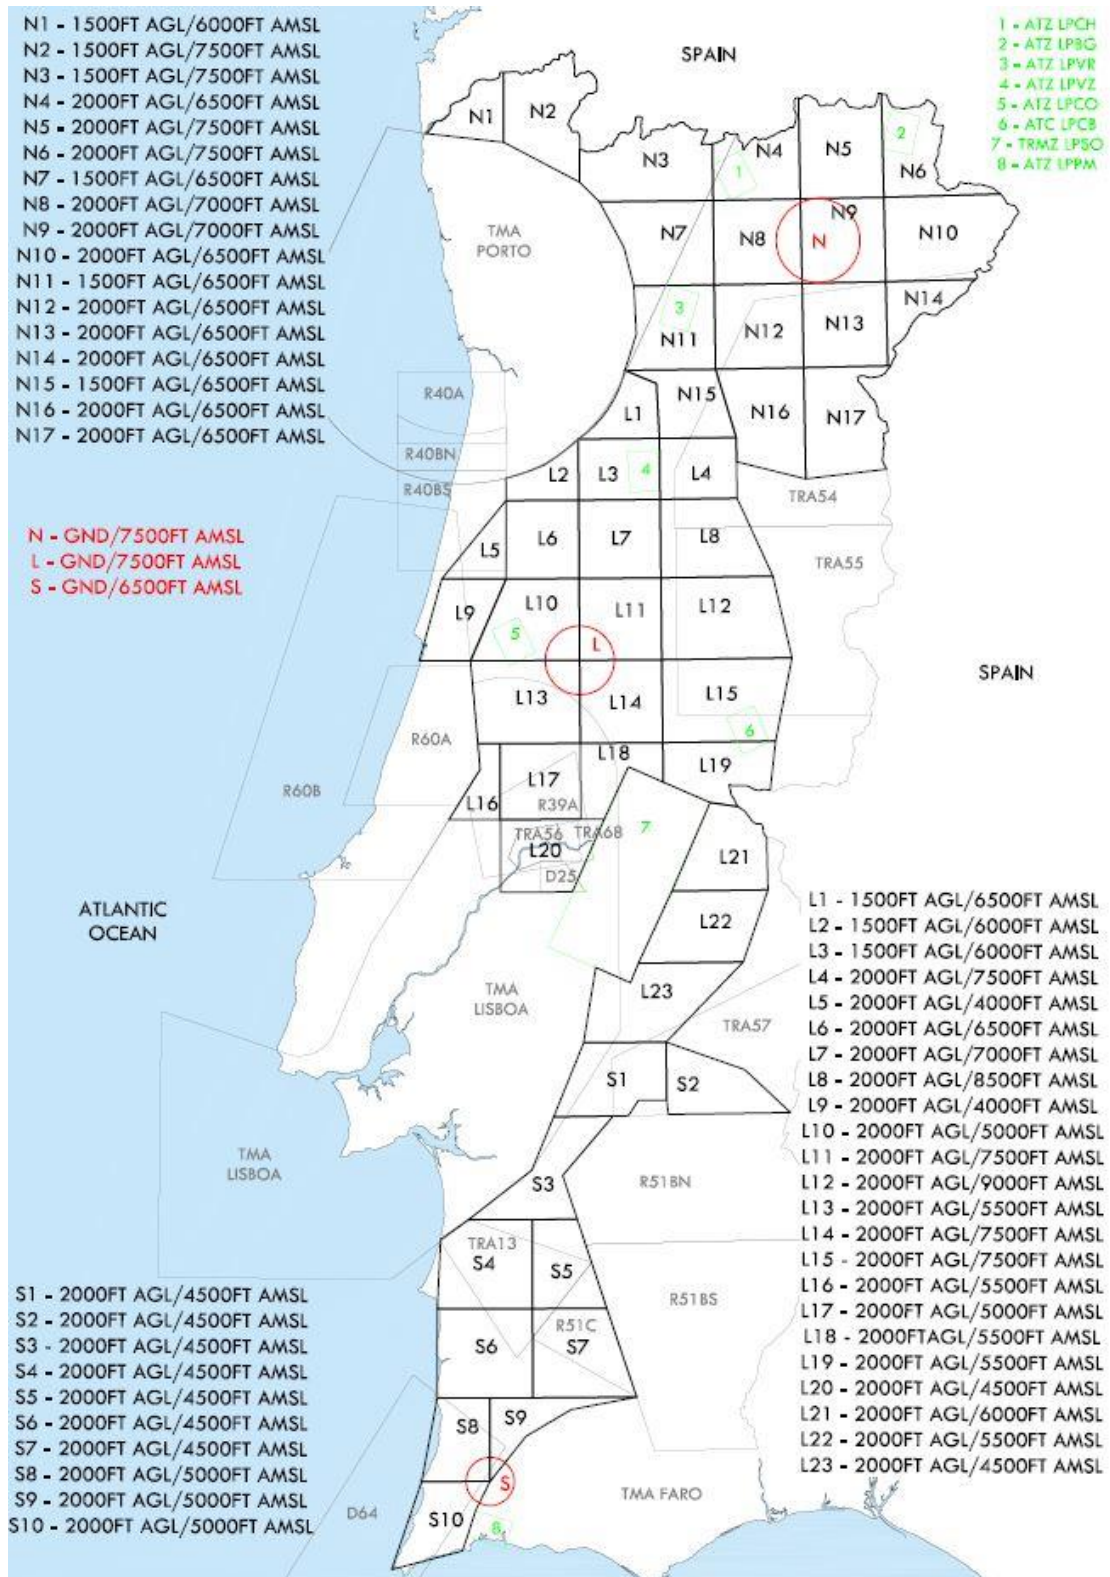 N1 - 1500FT AGL/6000FT AMSL
N2 - 1500FT AGL/7500FT AMSL
N3 - 1500FT AGL/7500FT AMSL
N4 - 2000FT AGL/6500FT AMSL
N5 - 2000FT AGL/7500FT AMSL
N6 - 2000FT AGL/7500FT AMSL
N7 - 1500FT AGL/6500FT AMSL
N8 - 2000FT AGL/7000FT AMSL
N9 - 2000FT AGL/7000FT AMSL
N10 - 2000FT AGL/6500FT AMSL
N11 - 1500FT AGL/6500FT AMSL
N12 - 2000FT AGL/6500FT AMSL
N13 - 2000FT AGL/6500FT AMSL
N14 - 2000FT AGL/6500FT AMSL
N15 - 1500FT AGL/6500FT AMSL
N16 - 2000FT AGL/6500FT AMSL
N17 - 2000FT AGL/6500FT AMSL
1 - ATZ LPCH
2 - ATZ LPBG
3 - ATZ LPVR
4 - ATZ LPVZ
5 - ATZ LPCO
6 - ATC LPCB
7 - TRMZ LPSO
8 - ATZ LPPM
SPAIN
N1
N2
N3
N4
N5
2
N6
1
TMA
PORTO
N7
N8
N9
N
N10
3
N11
N12
N13
N14
R40A
L1
N15
N16
N17
R40BN
R40BS
L2
L3
4
L4
TRA54
N - GND/7500FT AMSL
L - GND/7500FT AMSL
S - GND/6500FT AMSL
L5
L6
L7
L8
TRA55
L9
L10
L11
L12
5
L
SPAIN
L13
L14
L15
6
R60A
R60B
L16
L17
R39A
L18
L19
TRA56
TRA68
L20
D25
7
L21
ATLANTIC
OCEAN
L22
TMA
LISBOA
L23
TRA57
L1 - 1500FT AGL/6500FT AMSL
L2 - 1500FT AGL/6000FT AMSL
L3 - 1500FT AGL/6000FT AMSL
L4 - 2000FT AGL/7500FT AMSL
L5 - 2000FT AGL/4000FT AMSL
L6 - 2000FT AGL/6500FT AMSL
L7 - 2000FT AGL/7000FT AMSL
L8 - 2000FT AGL/8500FT AMSL
L9 - 2000FT AGL/4000FT AMSL
L10 - 2000FT AGL/5000FT AMSL
L11 - 2000FT AGL/7500FT AMSL
L12 - 2000FT AGL/9000FT AMSL
L13 - 2000FT AGL/5500FT AMSL
L14 - 2000FT AGL/7500FT AMSL
L15 - 2000FT AGL/7500FT AMSL
L16 - 2000FT AGL/5500FT AMSL
L17 - 2000FT AGL/5000FT AMSL
L18 - 2000FTAGL/5500FT AMSL
L19 - 2000FT AGL/5500FT AMSL
L20 - 2000FT AGL/4500FT AMSL
L21 - 2000FT AGL/6000FT AMSL
L22 - 2000FT AGL/5500FT AMSL
L23 - 2000FT AGL/4500FT AMSL
S1
S2
TMA
LISBOA
S3
R51BN
TRA13
S4
S5
R51BS
S6
R51C
S7
S8
S9
S
S10
8
D64
TMA FARO
S1 - 2000FT AGL/4500FT AMSL
S2 - 2000FT AGL/4500FT AMSL
S3 - 2000FT AGL/4500FT AMSL
S4 - 2000FT AGL/4500FT AMSL
S5 - 2000FT AGL/4500FT AMSL
S6 - 2000FT AGL/4500FT AMSL
S7 - 2000FT AGL/4500FT AMSL
S8 - 2000FT AGL/5000FT AMSL
S9 - 2000FT AGL/5000FT AMSL
S10 - 2000FT AGL/5000FT AMSL